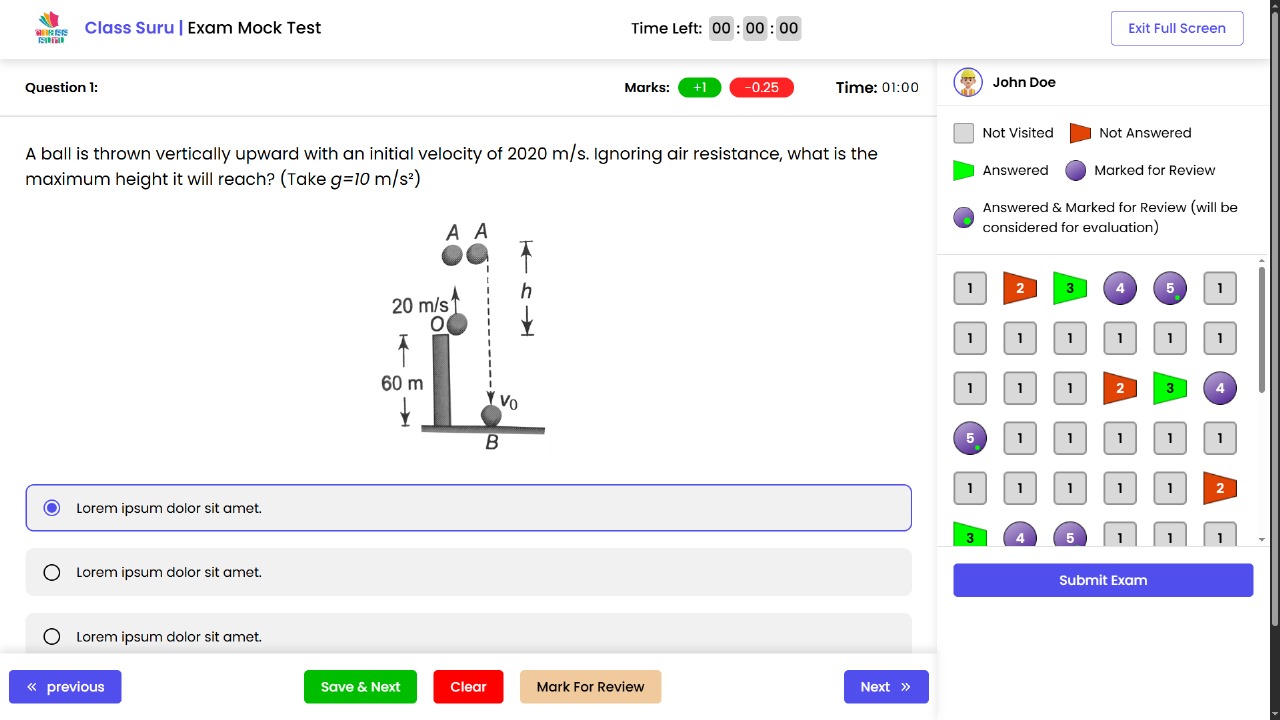 Class Suru | Exam Mock Test
Time Left: 00 : 00 : 00
Exit Full Screen
Question 1:
Marks: +1 -0.25
Time: 01:00
A ball is thrown vertically upward with an initial velocity of 2020 m/s. Ignoring air resistance, what is the
maximum height it will reach? (Take g=10 m/s²)
A A
h
20 m/s
O
60 m
v₀
B
Lorem ipsum dolor sit amet.
Lorem ipsum dolor sit amet.
Lorem ipsum dolor sit amet.
« previous
Save & Next
Clear
Mark For Review
Next »
John Doe
Not Visited Not Answered
Answered Marked for Review
Answered & Marked for Review (will be
considered for evaluation)
1 2 3 4 5 1
1 1 1 1 1 1
1 1 1 2 3 4
5 1 1 1 1 1
1 1 1 1 1 2
3 4 5 1 1 1
Submit Exam